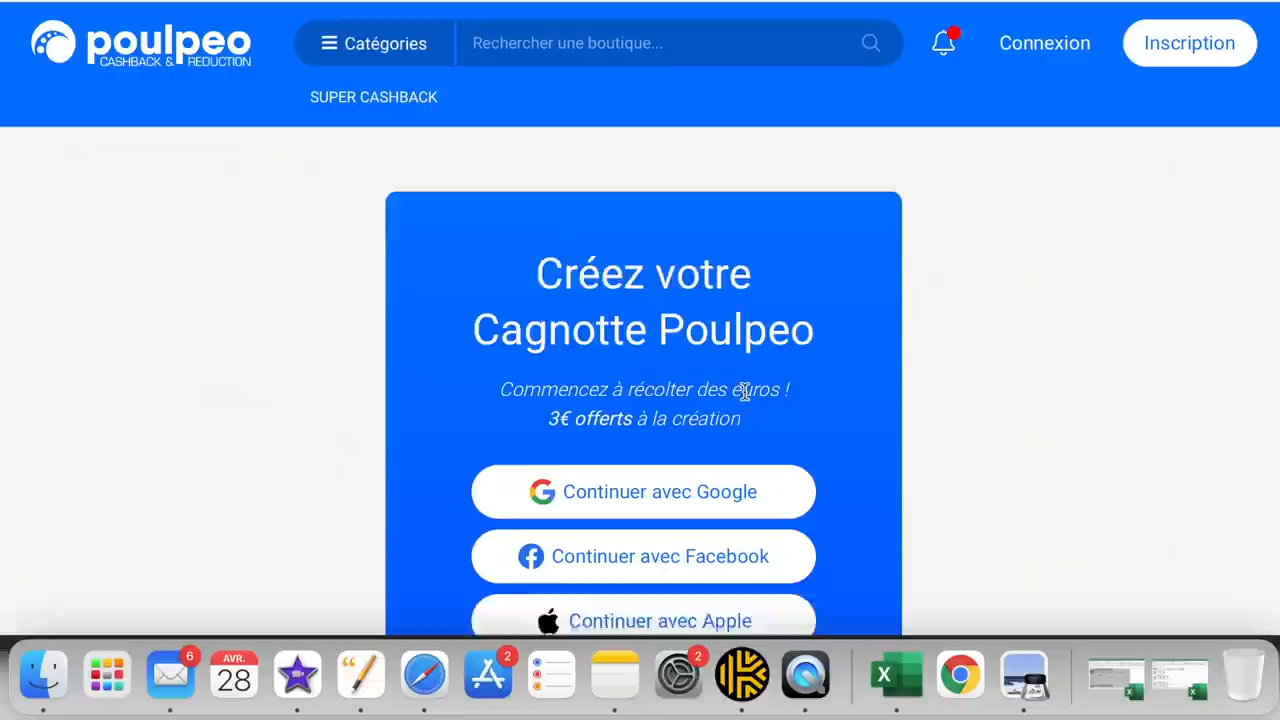 poulpeo
CASHBACK & REDUCTION
Catégories
Rechercher une boutique...
Connexion
Inscription
SUPER CASHBACK
Créez votre
Cagnotte Poulpeo
Commencez à récolter des euros !
3€ offerts à la création
Continuer avec Google
Continuer avec Facebook
Continuer avec Apple
6
AVR.
28
2
2